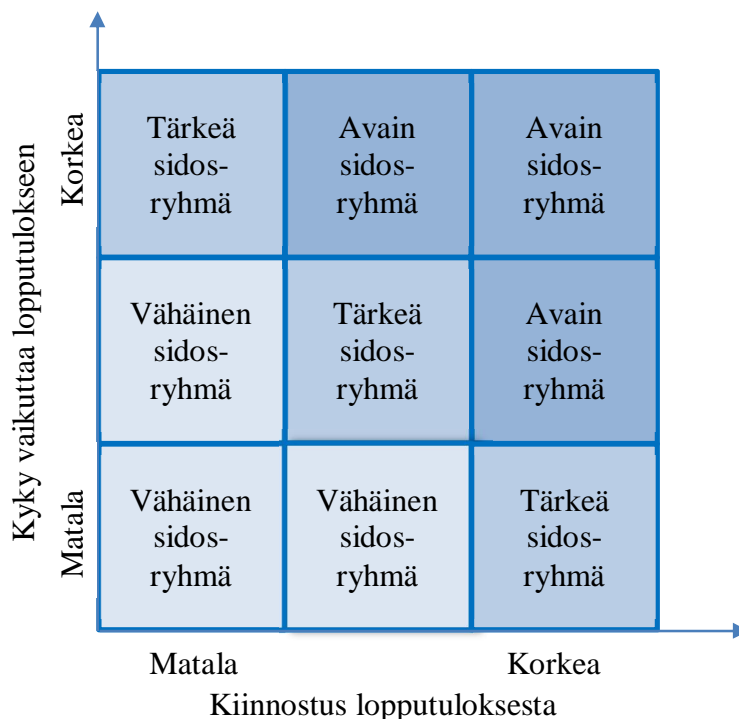 Kyky vaikuttaa lopputulokseen
Korkea
Matala
Tärkeä
sidos-
ryhmä
Avain
sidos-
ryhmä
Avain
sidos-
ryhmä
Vähäinen
sidos-
ryhmä
Tärkeä
sidos-
ryhmä
Avain
sidos-
ryhmä
Vähäinen
sidos-
ryhmä
Vähäinen
sidos-
ryhmä
Tärkeä
sidos-
ryhmä
Matala
Korkea
Kiinnostus lopputuloksesta